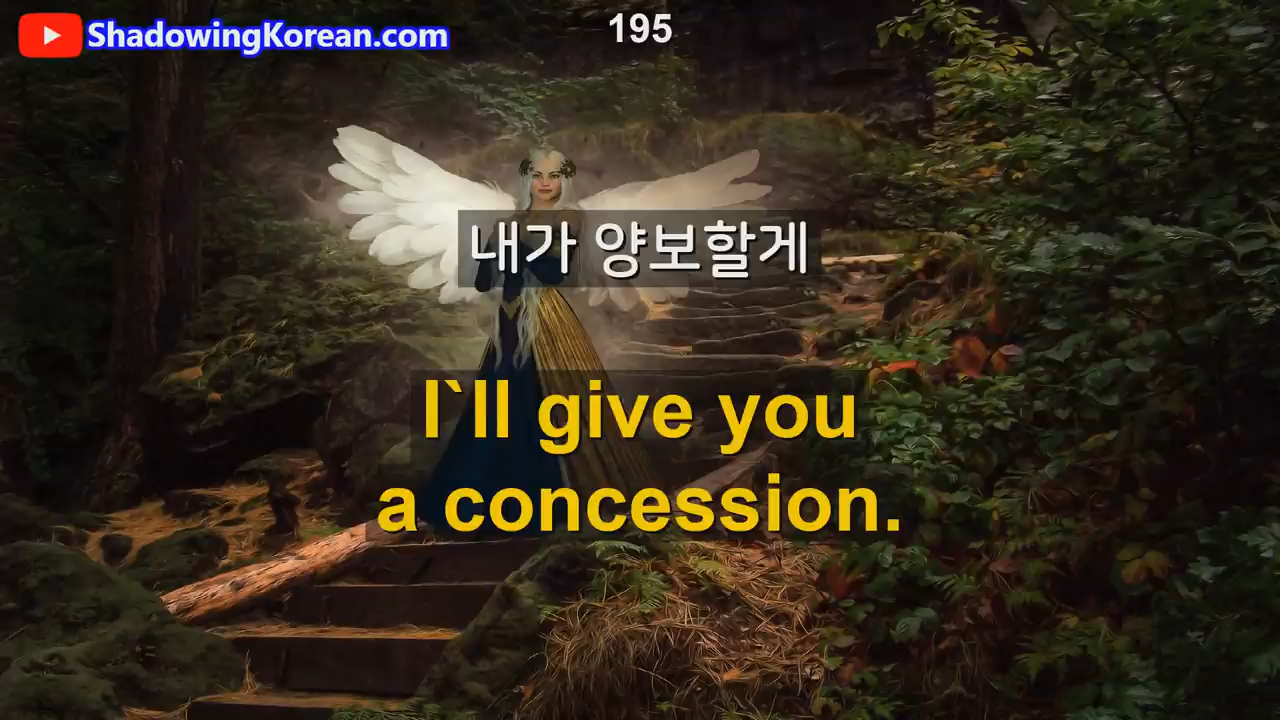 ShadowingKorean.com
195
내가 양보할게
I`ll give you
a concession.